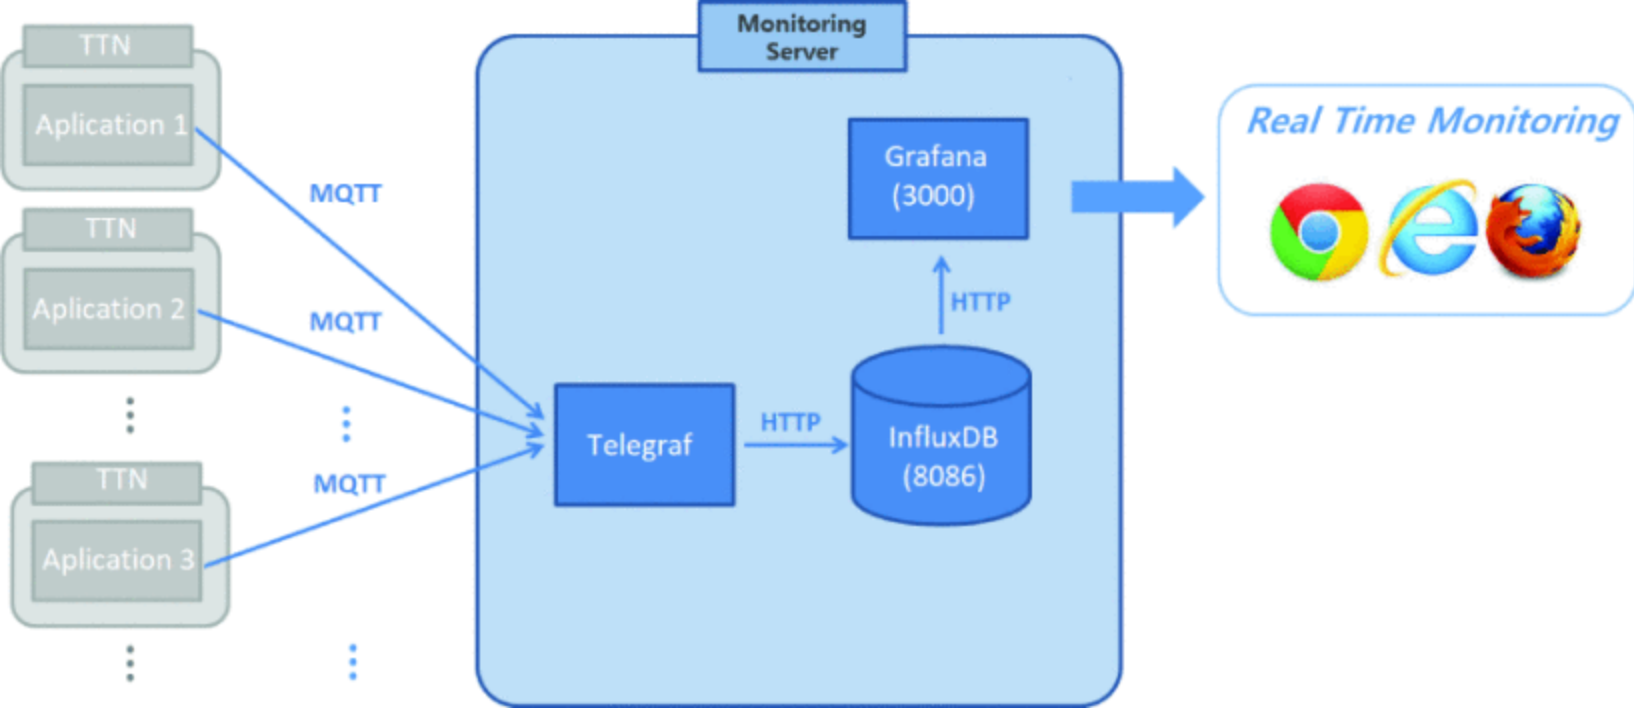 TTN
Aplication 1
TTN
Aplication 2
TTN
Aplication 3
MQTT
MQTT
MQTT
Monitoring
Server
Telegraf
HTTP
InfluxDB
(8086)
HTTP
Grafana
(3000)
Real Time Monitoring